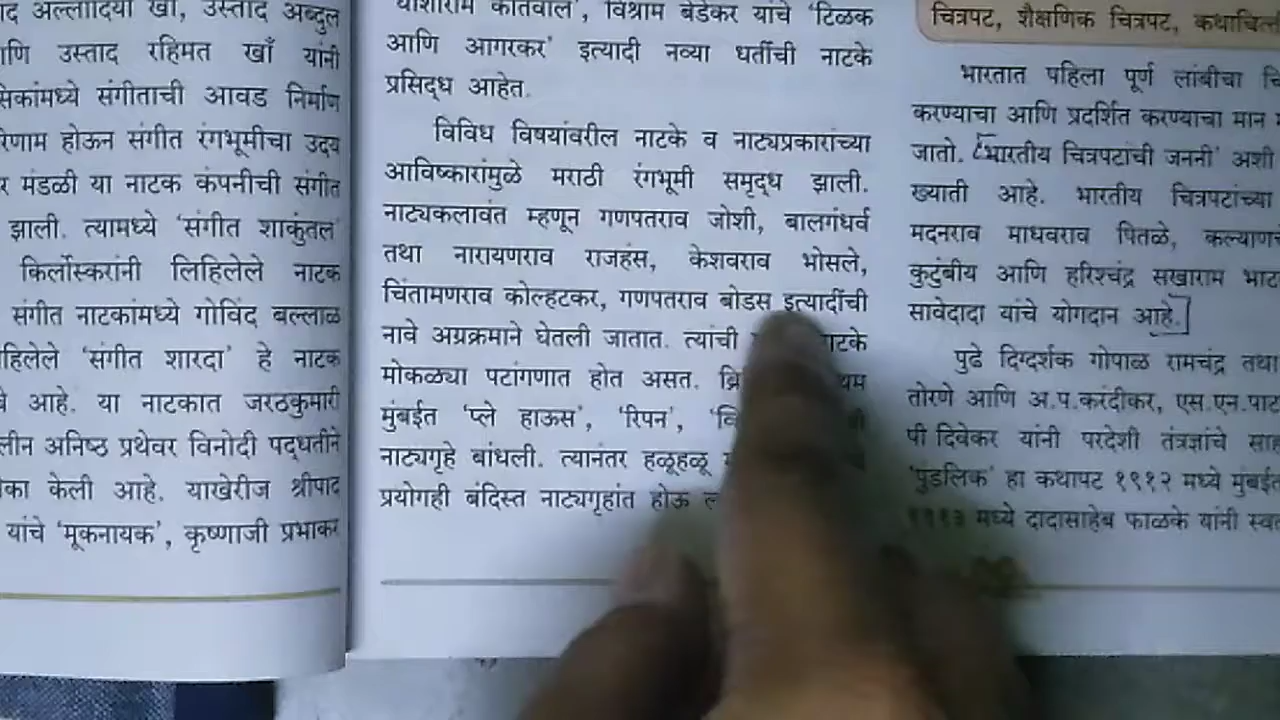 अल्लादिया खाँ, उस्ताद अब्दुल
उस्ताद रहिमत खाँ यांनी
संगीताची आवड निर्माण
होऊन संगीत रंगभूमीचा उदय
मंडळी या नाटक कंपनीची संगीत
झाली. त्यामध्ये 'संगीत शाकुंतल'
किर्लोस्करांनी लिहिलेले नाटक
संगीत नाटकांमध्ये गोविंद बल्लाळ
'संगीत शारदा' हे नाटक
आहे. या नाटकात जरठकुमारी
अनिष्ठ प्रथेवर विनोदी पद्धतीने
केली आहे. याखेरीज श्रीपाद
यांचे 'मूकनायक', कृष्णाजी प्रभाकर
कोतवाल', विश्राम बेडेकर यांचे 'टिळक
आणि आगरकर' इत्यादी नव्या धर्तीची नाटके
प्रसिद्ध आहेत.
विविध विषयांवरील नाटके व नाट्यप्रकारांच्या
आविष्कारांमुळे मराठी रंगभूमी समृद्ध झाली.
नाट्यकलावंत म्हणून गणपतराव जोशी, बालगंधर्व
तथा नारायणराव राजहंस, केशवराव भोसले,
चिंतामणराव कोल्हटकर, गणपतराव बोडस इत्यादींची
नावे अग्रक्रमाने घेतली जातात. त्यांची
मोकळ्या पटांगणात होत असत.
मुंबईत 'प्ले हाऊस', 'रिपन',
नाट्यगृहे बांधली. त्यानंतर हळूहळू
प्रयोगही बंदिस्त नाट्यगृहांत होऊ
चित्रपट, शैक्षणिक चित्रपट,
भारतात पहिला पूर्ण लांबीचा
करण्याचा आणि प्रदर्शित करण्याचा मान
जातो. 'भारतीय चित्रपटांची जननी' अशी
ख्याती आहे. भारतीय चित्रपटांच्या
मदनराव माधवराव पितळे,
कुटुंबीय आणि हरिश्चंद्र सखाराम
सावेदादा यांचे योगदान आहे.
पुढे दिग्दर्शक गोपाळ रामचंद्र तथा
तोरणे आणि अ.प.करंदीकर, एस.एन.
पी दिवेकर यांनी परदेशी तंत्रज्ञांचे
'पुंडलिक' हा कथापट १९१२ मध्ये
१९१३ मध्ये दादासाहेब फाळके यांनी